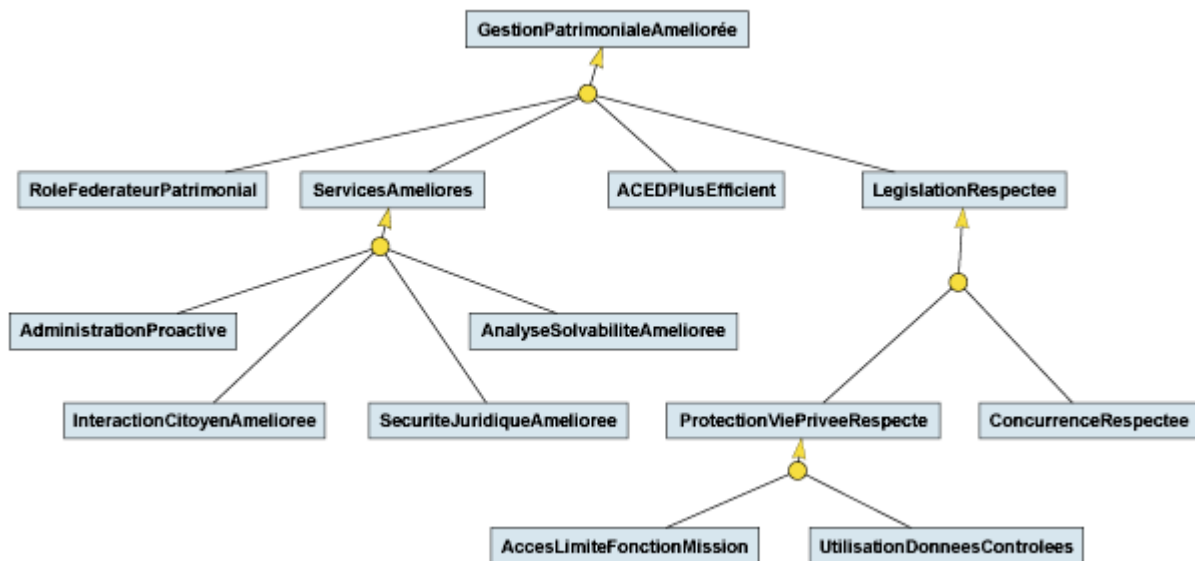 GestionPatrimonialeAmeliorée
RoleFederateurPatrimonial
ServicesAmeliores
ACEDPlusEfficient
LegislationRespectee
AdministrationProactive
AnalyseSolvabiliteAmelioree
InteractionCitoyenAmelioree
SecuriteJuridiqueAmelioree
ProtectionViePriveeRespecte
ConcurrenceRespectee
AccesLimiteFonctionMission
UtilisationDonneesControlees